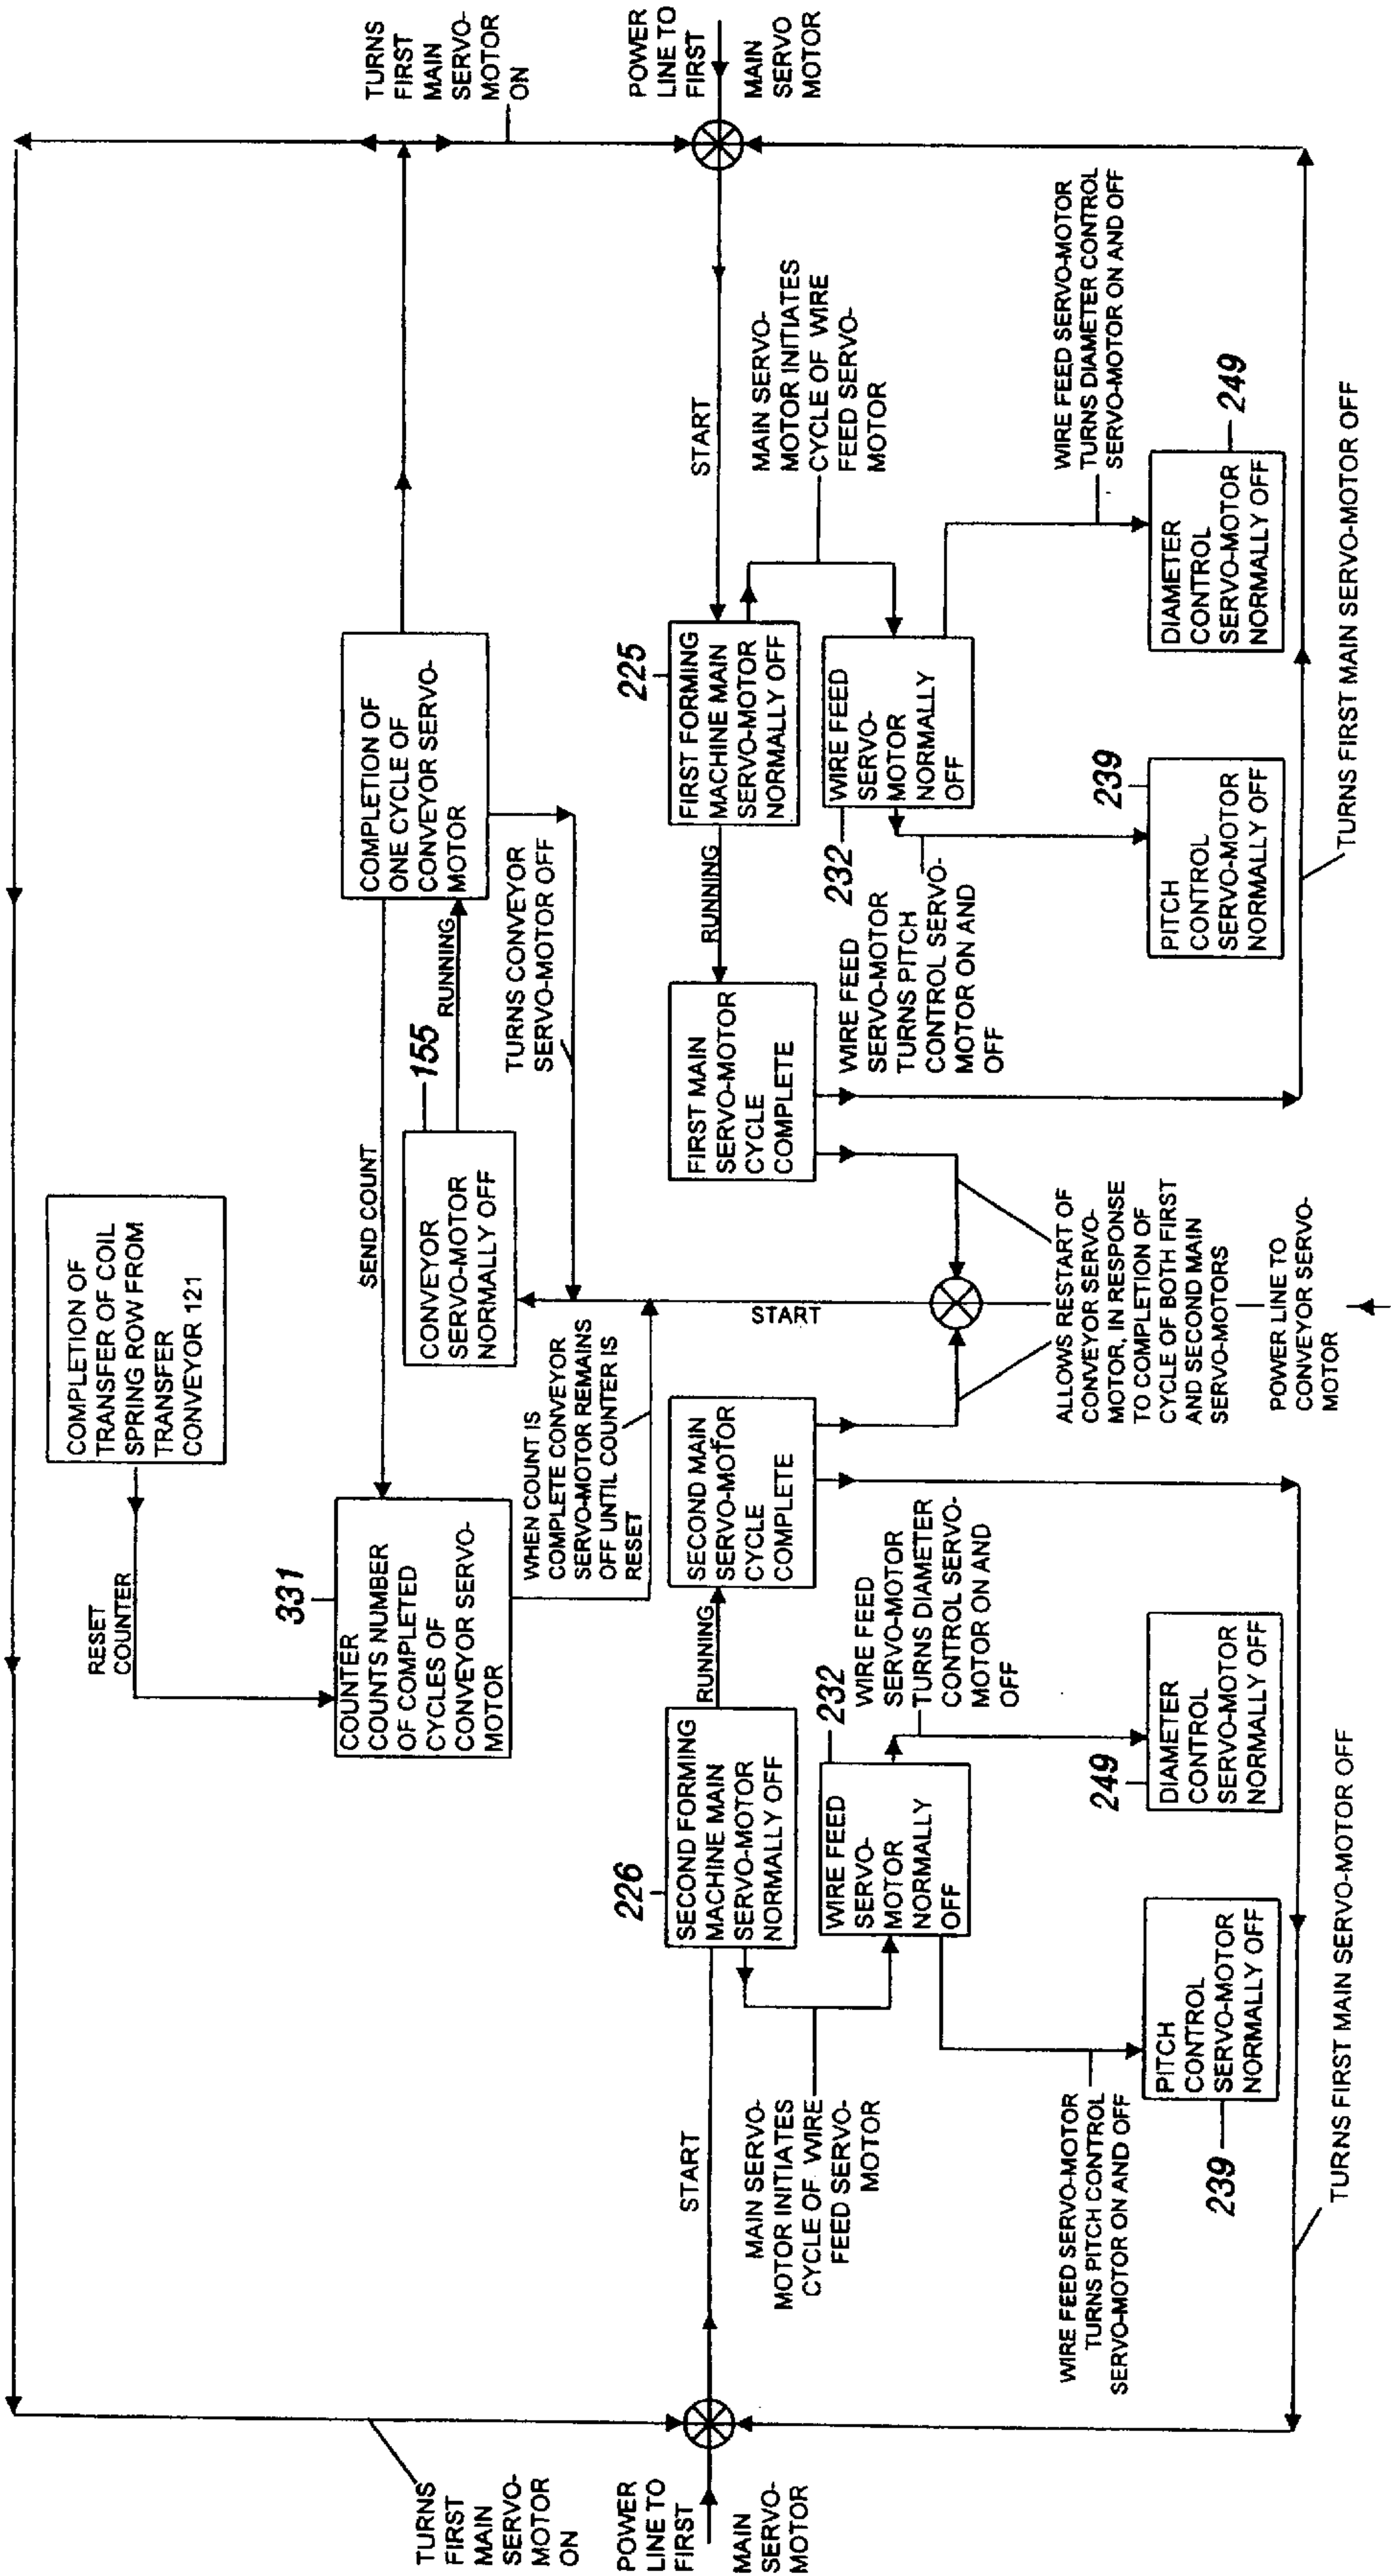 TURNS
FIRST
MAIN
SERVO-
MOTOR
ON
POWER
LINE TO
FIRST
MAIN
SERVO-
MOTOR
START
226
SECOND FORMING
MACHINE MAIN
SERVO-MOTOR
NORMALLY OFF
MAIN SERVO-
MOTOR INITIATES
CYCLE OF WIRE
FEED SERVO-
MOTOR
232
WIRE FEED
SERVO-
MOTOR
NORMALLY
OFF
WIRE FEED SERVO-MOTOR
TURNS PITCH CONTROL
SERVO-MOTOR ON AND OFF
239
PITCH
CONTROL
SERVO-MOTOR
NORMALLY OFF
WIRE FEED
SERVO-MOTOR
TURNS DIAMETER
CONTROL SERVO-
MOTOR ON AND
OFF
249
DIAMETER
CONTROL
SERVO-MOTOR
NORMALLY OFF
TURNS FIRST MAIN SERVO-MOTOR OFF
RUNNING
SECOND MAIN
SERVO-MOTOR
CYCLE
COMPLETE
RESET
COUNTER
COMPLETION OF
TRANSFER OF COIL
SPRING ROW FROM
TRANSFER
CONVEYOR 121
331
COUNTER
COUNTS NUMBER
OF COMPLETED
CYCLES OF
CONVEYOR SERVO-
MOTOR
SEND COUNT
WHEN COUNT IS
COMPLETE CONVEYOR
SERVO-MOTOR REMAINS
OFF UNTIL COUNTER IS
RESET
CONVEYOR
SERVO-MOTOR
NORMALLY OFF
155
RUNNING
COMPLETION OF
ONE CYCLE OF
CONVEYOR SERVO-
MOTOR
TURNS CONVEYOR
SERVO-MOTOR OFF
START
ALLOWS RESTART OF
CONVEYOR SERVO-
MOTOR, IN RESPONSE
TO COMPLETION OF
CYCLE OF BOTH FIRST
AND SECOND MAIN
SERVO-MOTORS
POWER LINE TO
CONVEYOR SERVO-
MOTOR
FIRST MAIN
SERVO-MOTOR
CYCLE
COMPLETE
RUNNING
225
FIRST FORMING
MACHINE MAIN
SERVO-MOTOR
NORMALLY OFF
START
MAIN SERVO-
MOTOR INITIATES
CYCLE OF WIRE
FEED SERVO-
MOTOR
232
WIRE FEED
SERVO-
MOTOR
NORMALLY
OFF
WIRE FEED
SERVO-MOTOR
TURNS PITCH
CONTROL SERVO-
MOTOR ON AND
OFF
239
PITCH
CONTROL
SERVO-MOTOR
NORMALLY OFF
WIRE FEED SERVO-MOTOR
TURNS DIAMETER CONTROL
SERVO-MOTOR ON AND OFF
249
DIAMETER
CONTROL
SERVO-MOTOR
NORMALLY OFF
TURNS FIRST MAIN SERVO-MOTOR OFF
TURNS
FIRST
MAIN
SERVO-
MOTOR
ON
POWER
LINE TO
FIRST
MAIN
SERVO
MOTOR